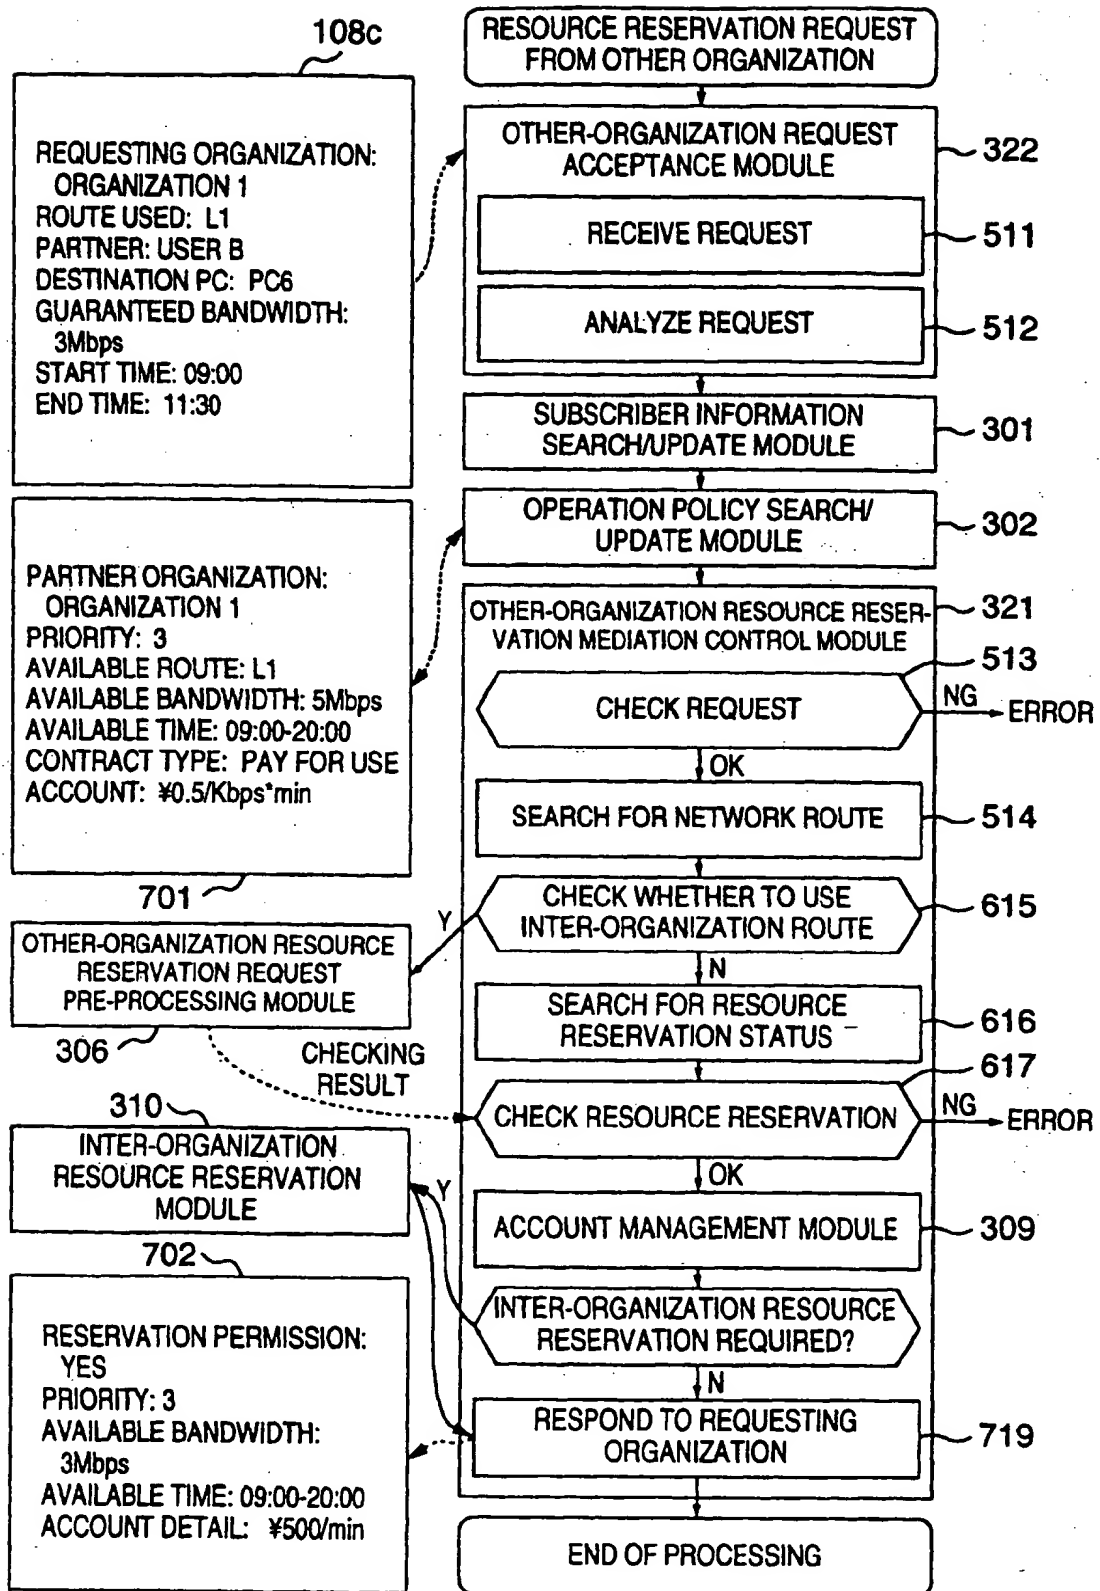 108c
REQUESTING ORGANIZATION:
ORGANIZATION 1
ROUTE USED: L1
PARTNER: USER B
DESTINATION PC: PC6
GUARANTEED BANDWIDTH:
3Mbps
START TIME: 09:00
END TIME: 11:30
PARTNER ORGANIZATION:
ORGANIZATION 1
PRIORITY: 3
AVAILABLE ROUTE: L1
AVAILABLE BANDWIDTH: 5Mbps
AVAILABLE TIME: 09:00-20:00
CONTRACT TYPE: PAY FOR USE
ACCOUNT: ¥0.5/Kbps*min
701
OTHER-ORGANIZATION RESOURCE
RESERVATION REQUEST
PRE-PROCESSING MODULE
306
CHECKING
RESULT
310
INTER-ORGANIZATION
RESOURCE RESERVATION
MODULE
702
RESERVATION PERMISSION:
YES
PRIORITY: 3
AVAILABLE BANDWIDTH:
3Mbps
AVAILABLE TIME: 09:00-20:00
ACCOUNT DETAIL: ¥500/min
RESOURCE RESERVATION REQUEST
FROM OTHER ORGANIZATION
OTHER-ORGANIZATION REQUEST
ACCEPTANCE MODULE
322
RECEIVE REQUEST
511
ANALYZE REQUEST
512
SUBSCRIBER INFORMATION
SEARCH/UPDATE MODULE
301
OPERATION POLICY SEARCH/
UPDATE MODULE
302
OTHER-ORGANIZATION RESOURCE RESER-
VATION MEDIATION CONTROL MODULE
321
513
CHECK REQUEST
NG
ERROR
OK
SEARCH FOR NETWORK ROUTE
514
CHECK WHETHER TO USE
INTER-ORGANIZATION ROUTE
615
Y
N
SEARCH FOR RESOURCE
RESERVATION STATUS
616
617
CHECK RESOURCE RESERVATION
NG
ERROR
OK
ACCOUNT MANAGEMENT MODULE
309
INTER-ORGANIZATION RESOURCE
RESERVATION REQUIRED?
Y
N
RESPOND TO REQUESTING
ORGANIZATION
719
END OF PROCESSING